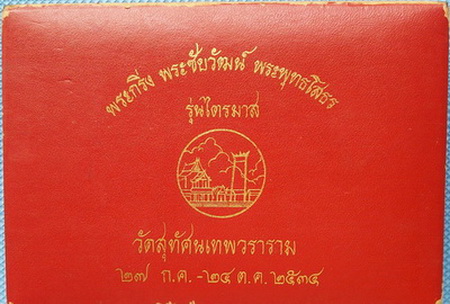 พระกริ่ง พระชัยวัฒน์ พระพุทธโสธร
รุ่นไตรมาส
วัดสุทัศนเทพวราราม
๒๗ ก.ค. -๒๔ ต.ค. ๒๕๓๔